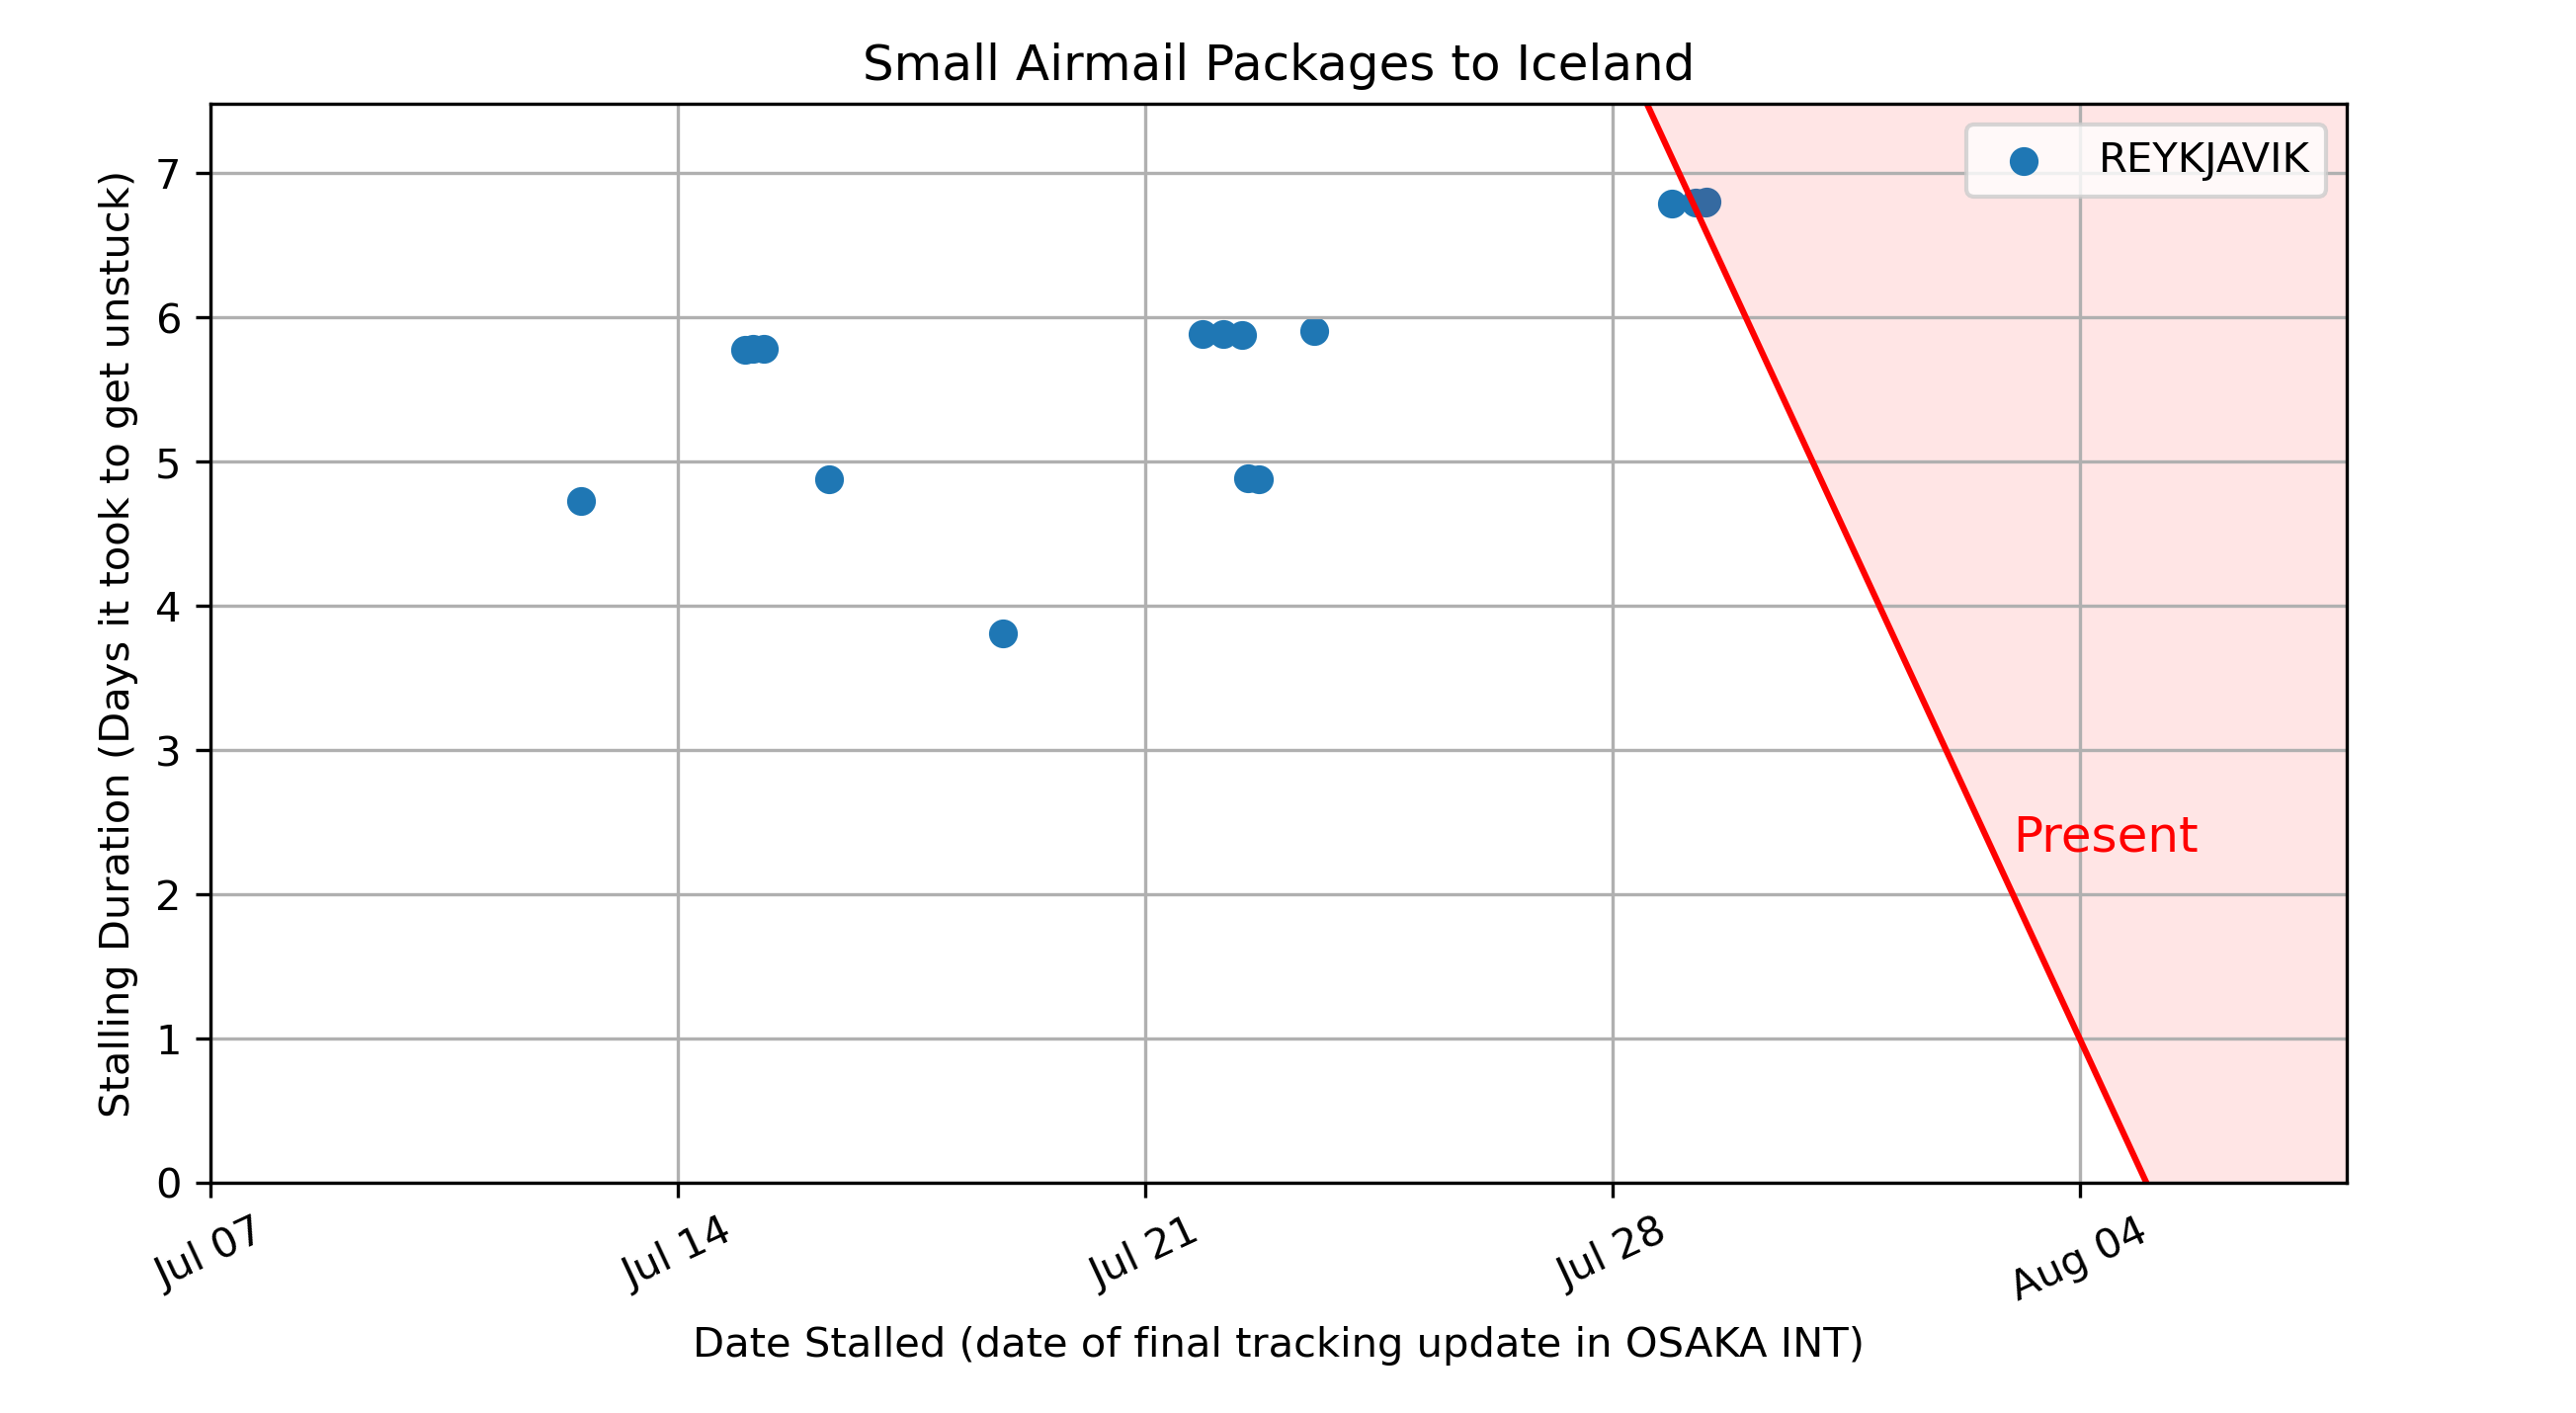 Small Airmail Packages to Iceland
Stalling Duration (Days it took to get unstuck)
7
6
5
4
3
2
1
0
REYKJAVIK
Present
Jul 07
Jul 14
Jul 21
Jul 28
Aug 04
Date Stalled (date of final tracking update in OSAKA INT)